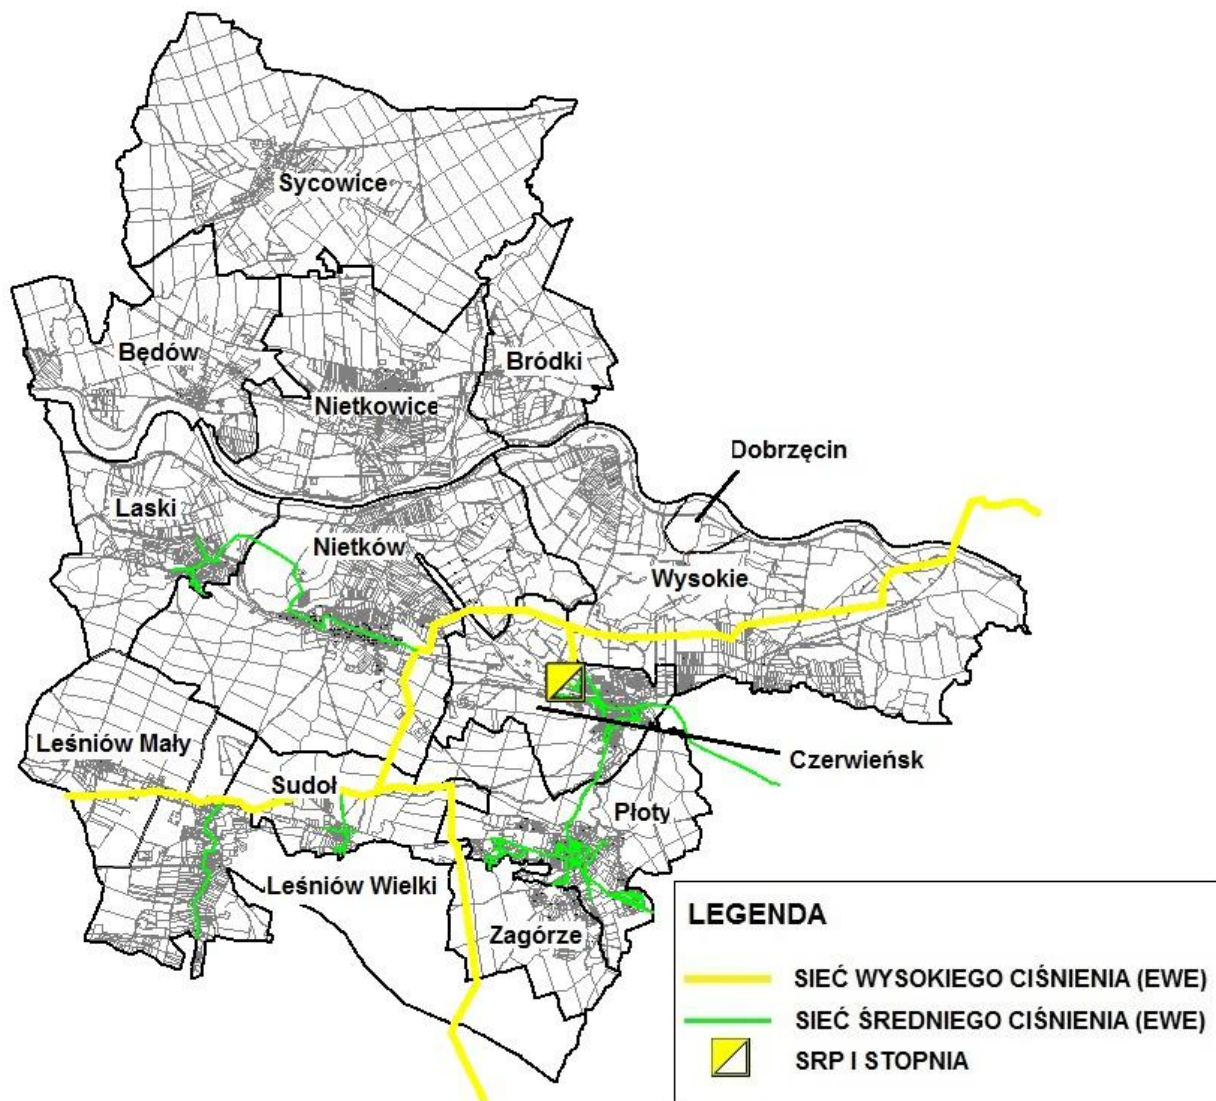 Sycowice
Będów
Bródki
Nietkowice
Dobrzęcin
Laski
Nietków
Wysokie
Leśniów Mały
Czerwieńsk
Sudoł
Płoty
Leśniów Wielki
Zagórze
LEGENDA
SIEĆ WYSOKIEGO CIŚNIENIA (EWE)
SIEĆ ŚREDNIEGO CIŚNIENIA (EWE)
SRP I STOPNIA